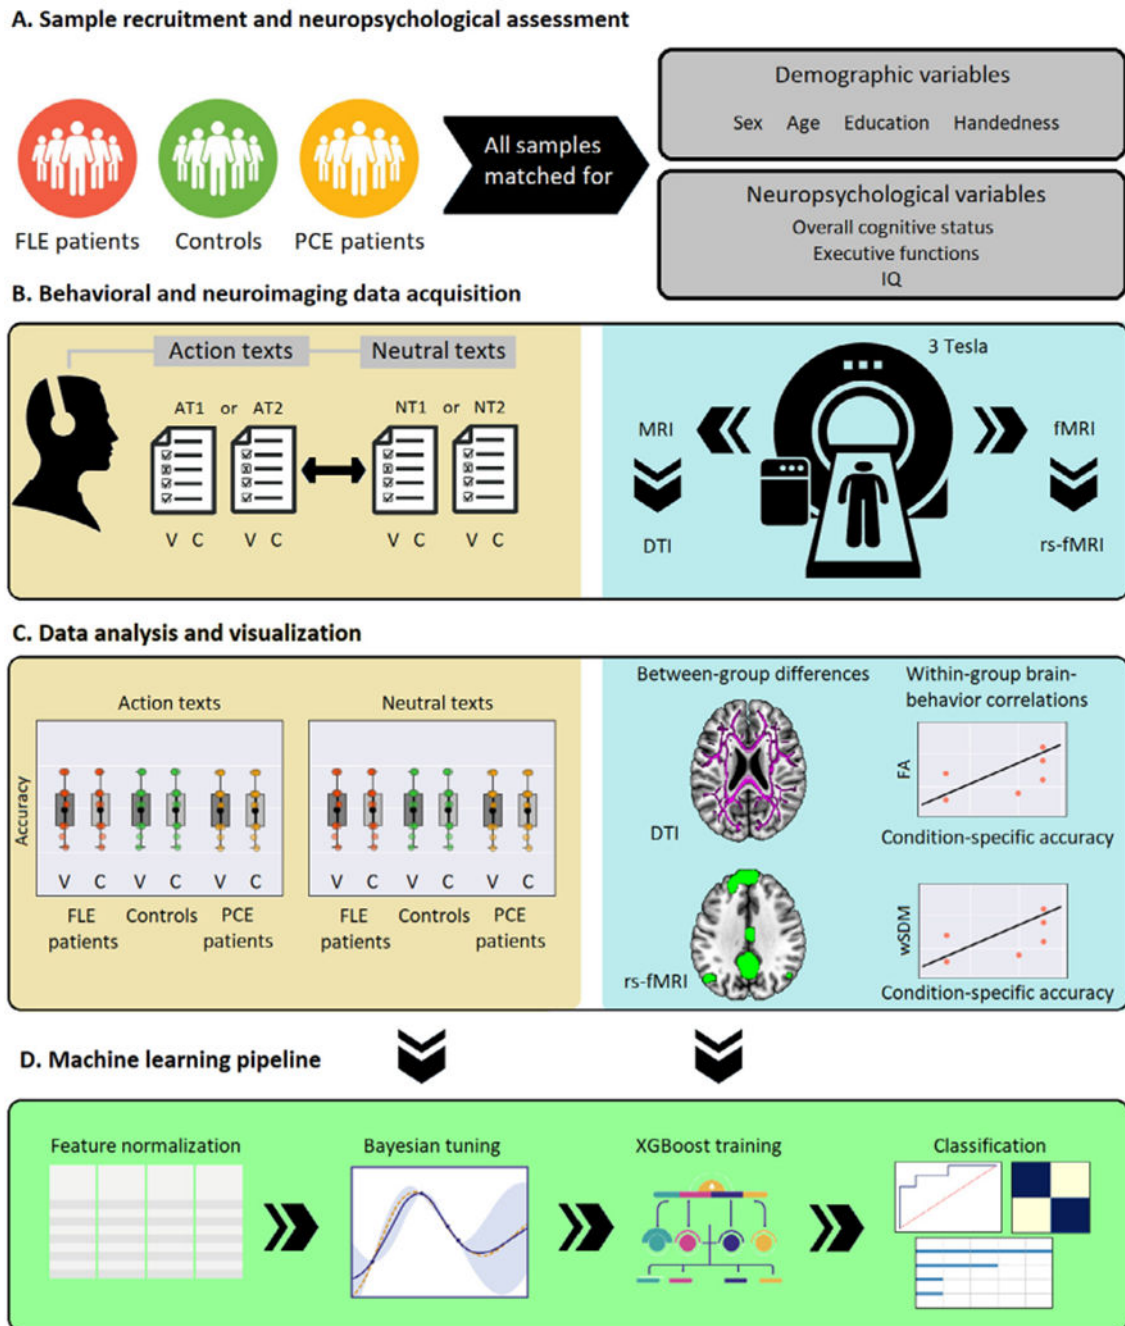 A. Sample recruitment and neuropsychological assessment
FLE patients
Controls
PCE patients
All samples
matched for
Demographic variables
Sex Age Education Handedness
Neuropsychological variables
Overall cognitive status
Executive functions
IQ
B. Behavioral and neuroimaging data acquisition
Action texts
Neutral texts
AT1 or AT2
NT1 or NT2
V C V C
V C V C
3 Tesla
MRI
fMRI
DTI
rs-fMRI
C. Data analysis and visualization
Action texts
Neutral texts
Accuracy
V C V C V C
V C V C V C
FLE
patients
Controls
PCE
patients
FLE
patients
Controls
PCE
patients
Between-group differences
DTI
rs-fMRI
Within-group brain-
behavior correlations
FA
Condition-specific accuracy
wSDM
Condition-specific accuracy
D. Machine learning pipeline
Feature normalization
Bayesian tuning
XGBoost training
Classification